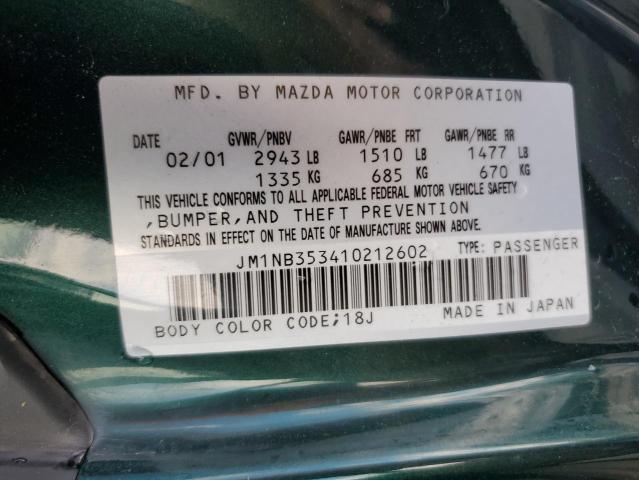 MFD. BY MAZDA MOTOR CORPORATION
DATE GVWR/PNBV GAWR/PNBE FRT GAWR/PNBE RR
02/01 2943 LB 1510 LB 1477 LB
1335 KG 685 KG 670 KG
THIS VEHICLE CONFORMS TO ALL APPLICABLE FEDERAL MOTOR VEHICLE SAFETY
,BUMPER,AND THEFT PREVENTION
STANDARDS IN EFFECT ON THE DATE OF MANUFACTURE SHOWN ABOVE.
JM1NB353410212602 TYPE: PASSENGER
BODY COLOR CODE;18J MADE IN JAPAN